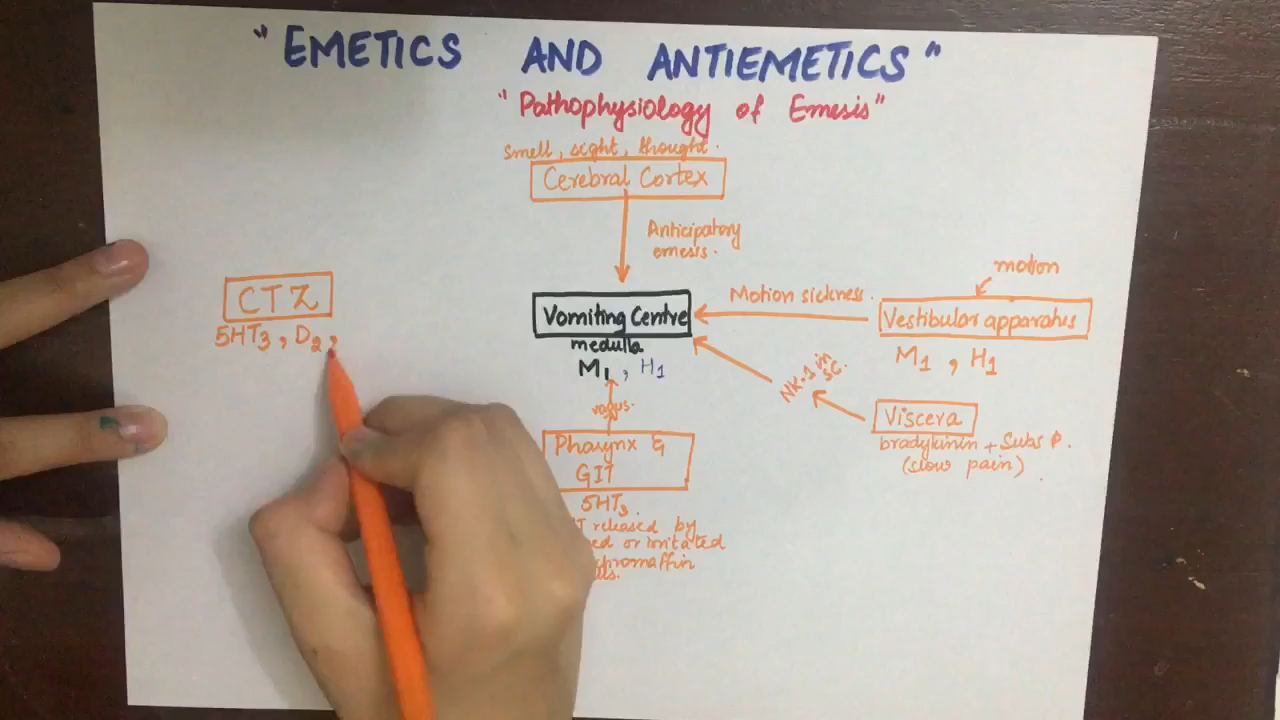 "EMETICS AND ANTIEMETICS"
"Pathophysiology of Emesis"
smell, sight, thought.
Cerebral Cortex
Anticipatory
emesis.
motion
CTZ
5HT3, D2,
Vomiting Centre
medulla
M1, H1
Motion sickness.
Vestibular apparatus
M1, H1
NK-1 in
SC.
Viscera
bradykinin + Subs P.
(slow pain).
vagus.
Pharynx &
GIT
5HT3.
released by
or irritated
chromaffin